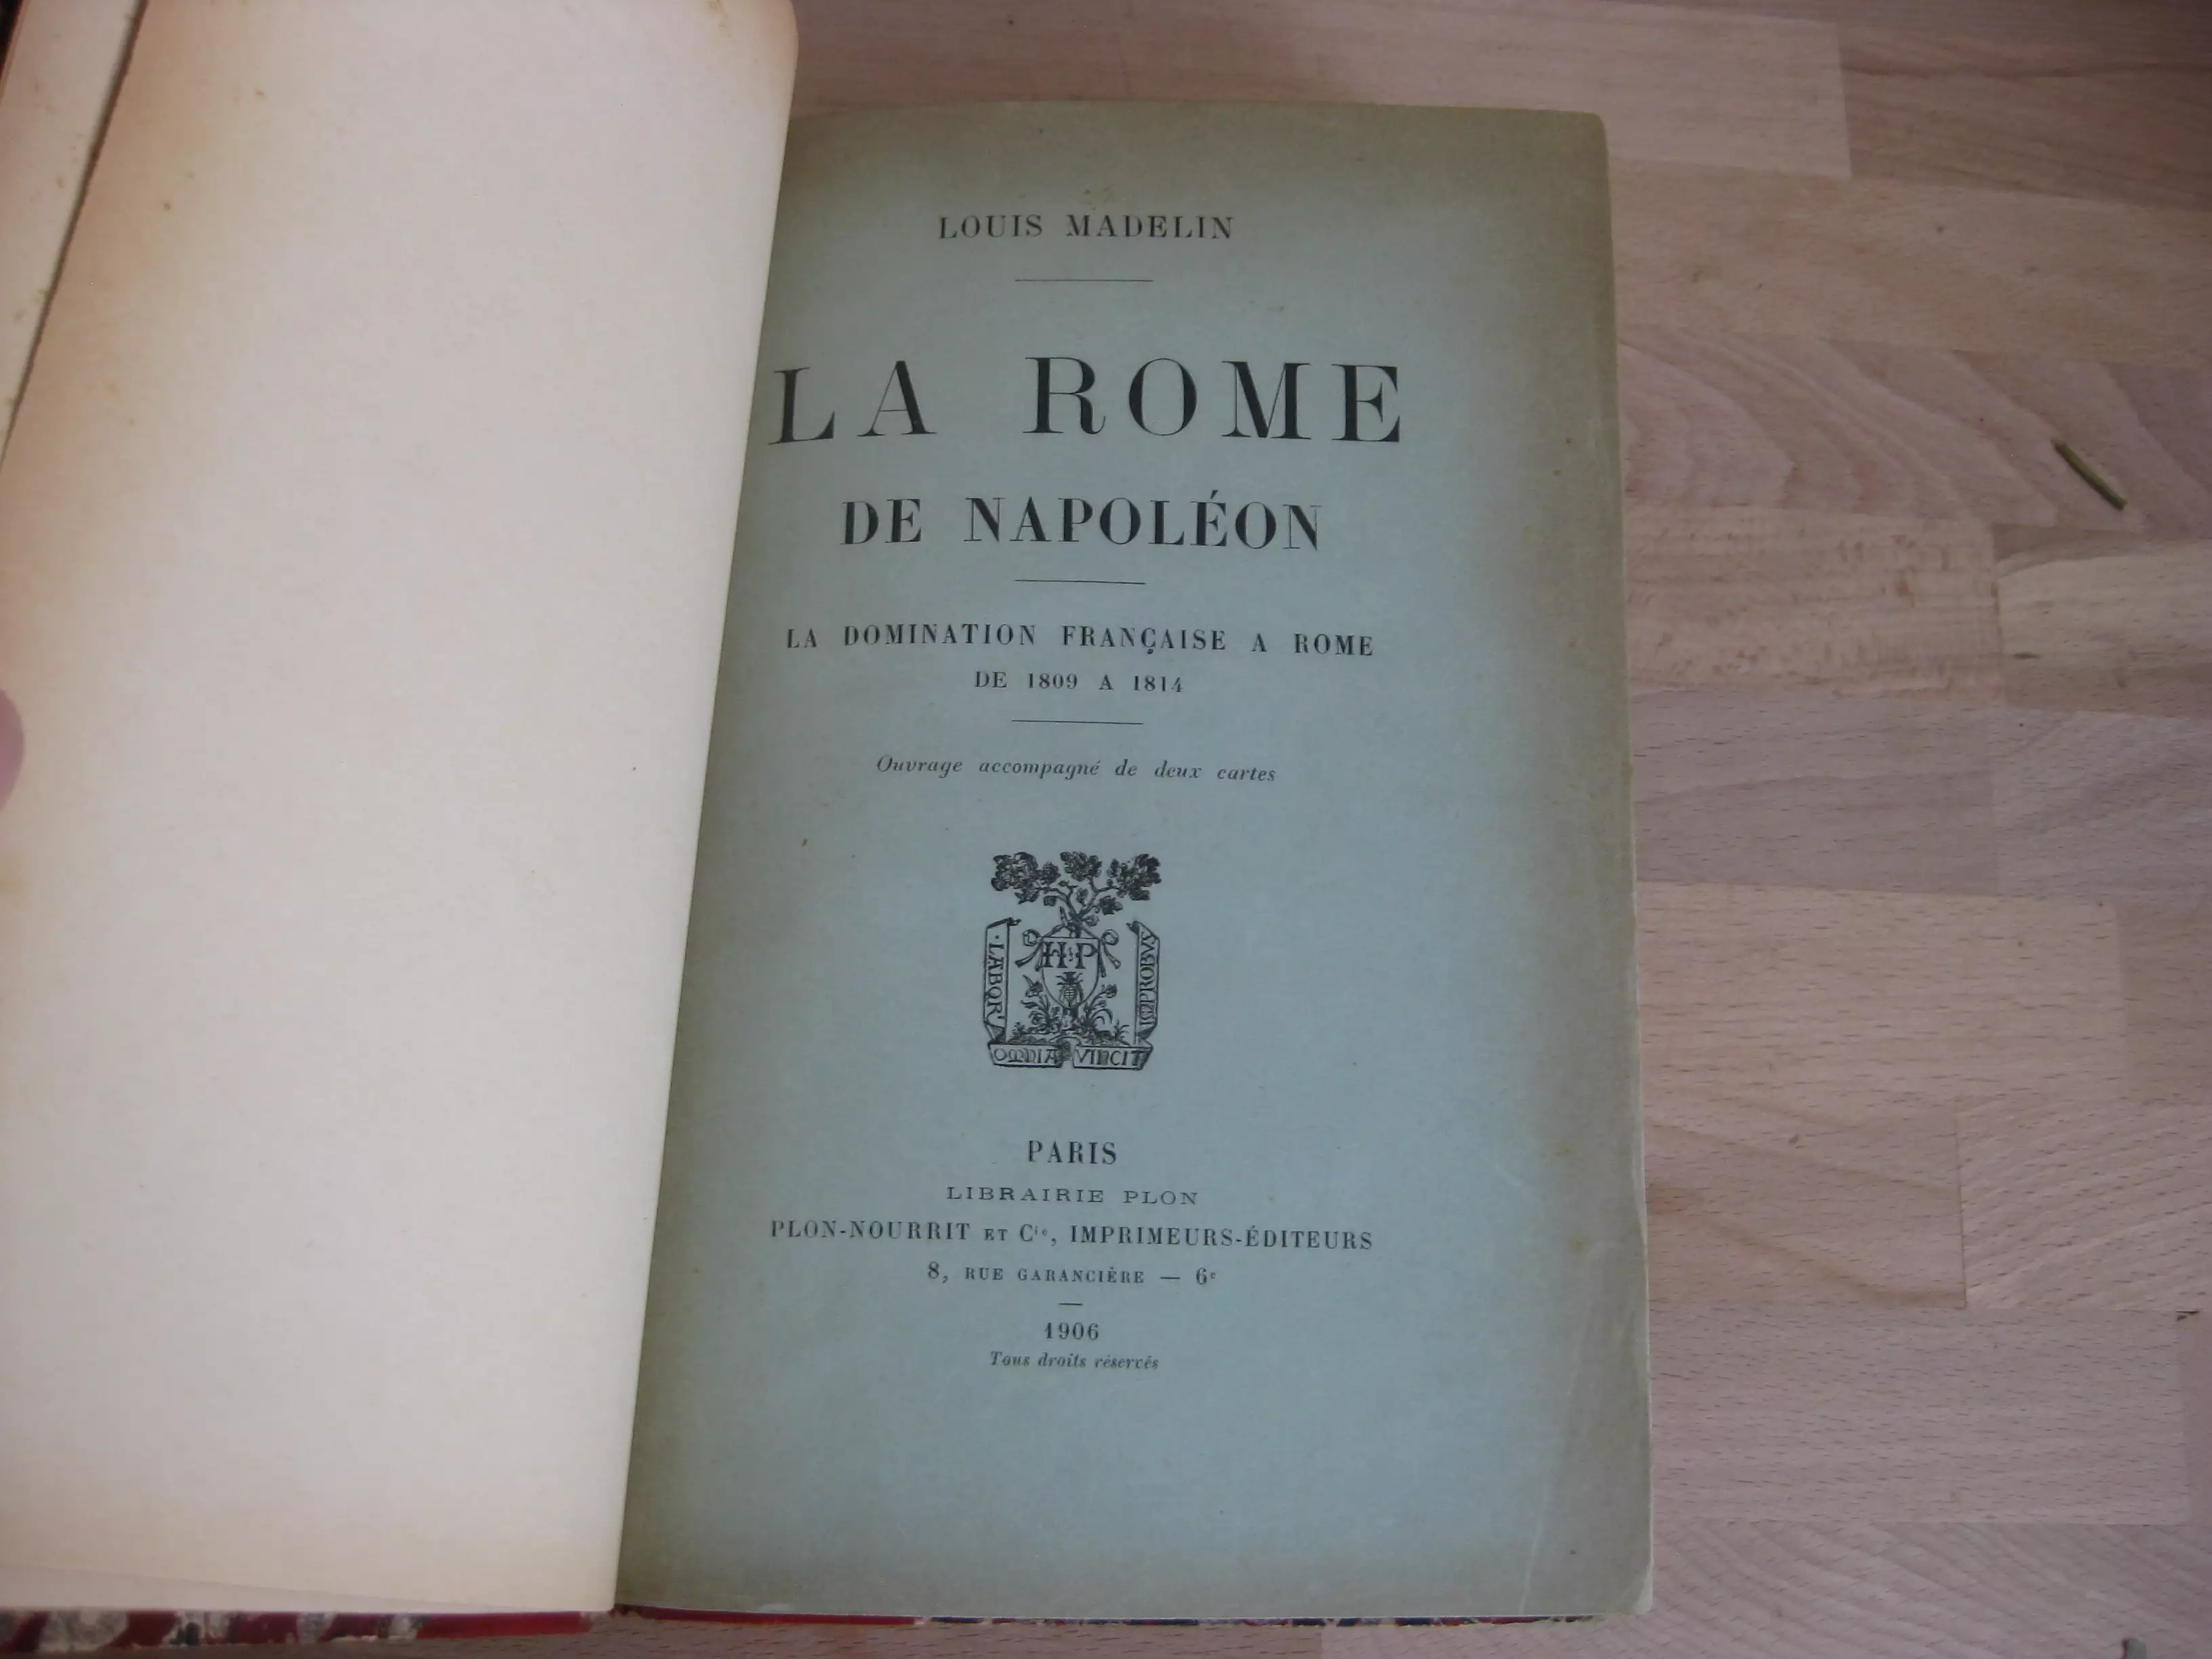 LOUIS MADELIN
LA ROME
DE NAPOLÉON
LA DOMINATION FRANÇAISE A ROME
DE 1809 A 1814
Ouvrage accompagné de deux cartes
H P
LABOR
OMNIA VINCIT
PARIS
LIBRAIRIE PLON
PLON-NOURRIT ET Cie, IMPRIMEURS-ÉDITEURS
8, RUE GARANCIÈRE — 6e
1906
Tous droits réservés